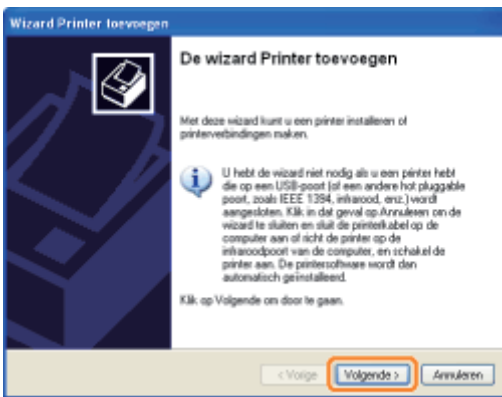 Wizard Printer toevoegen
De wizard Printer toevoegen
Met deze wizard kunt u een printer installeren of
printerverbindingen maken.
U hebt de wizard niet nodig als u een printer hebt
die op een USB-poort (of een andere hot pluggable
poort, zoals IEEE 1394, infrarood, enz.) wordt
aangesloten. Klik in dat geval op Annuleren om de
wizard te sluiten en sluit de printerkabel op de
computer aan of richt de printer op de
infraroodpoort van de computer, en schakel de
printer aan. De printersoftware wordt dan
automatisch geïnstalleerd.
Klik op Volgende om door te gaan.
< Vorige Volgende > Annuleren